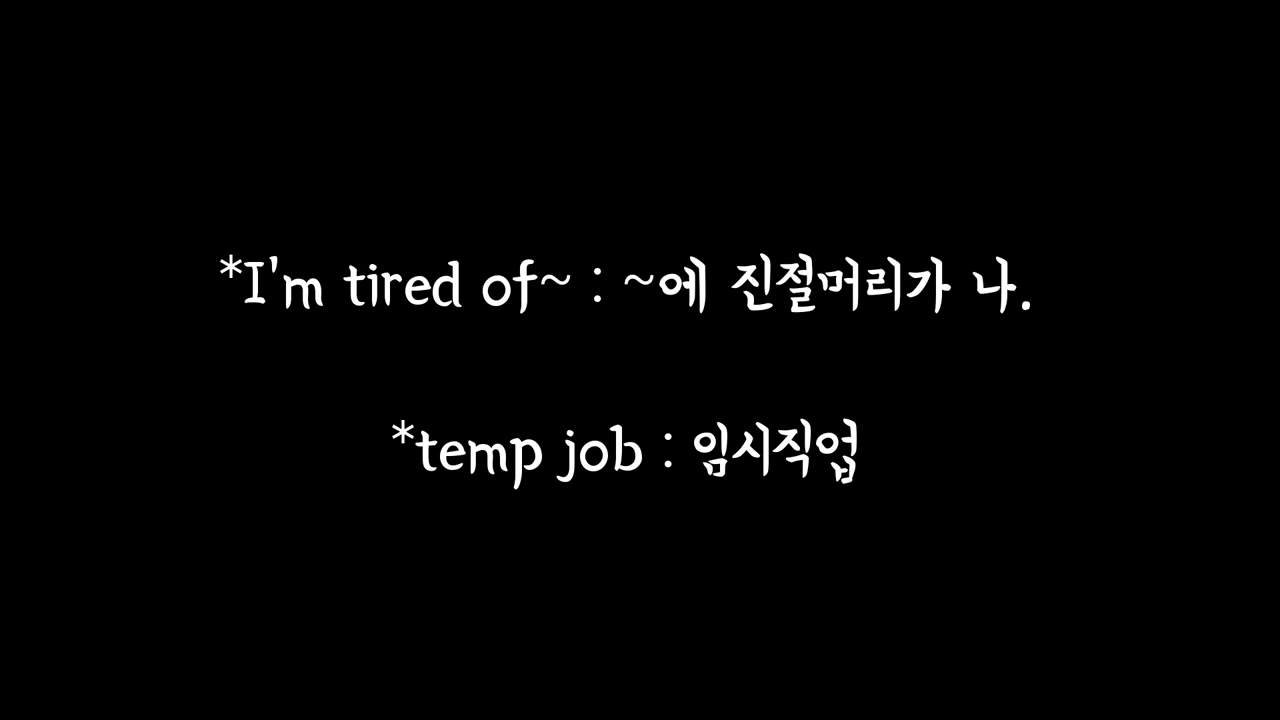 *I'm tired of~ : ~에 진절머리가 나.
*temp job : 임시직업